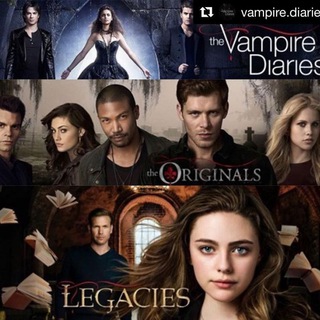 vampire.diarie
the Vampire
Diaries
the ORIGINALS
LEGACIES